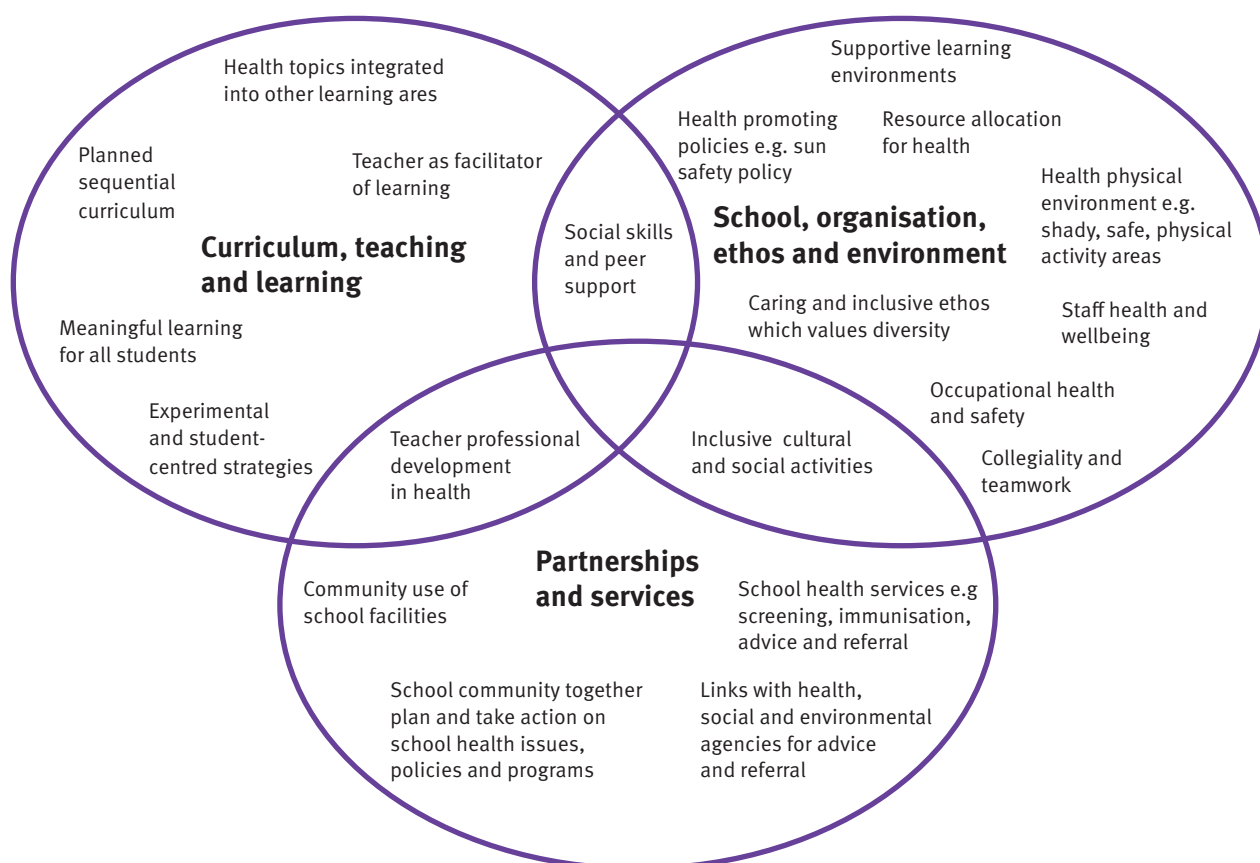 Health topics integrated
into other learning ares
Planned
sequential
curriculum
Teacher as facilitator
of learning
Curriculum, teaching
and learning
Meaningful learning
for all students
Experimental
and student-
centred strategies
Social skills
and peer
support
Supportive learning
environments
Health promoting
policies e.g. sun
safety policy
Resource allocation
for health
Health physical
environment e.g.
shady, safe, physical
activity areas
School, organisation,
ethos and environment
Caring and inclusive ethos
which values diversity
Staff health and
wellbeing
Occupational health
and safety
Collegiality and
teamwork
Teacher professional
development
in health
Inclusive cultural
and social activities
Partnerships
and services
Community use of
school facilities
School health services e.g
screening, immunisation,
advice and referral
School community together
plan and take action on
school health issues,
policies and programs
Links with health,
social and environmental
agencies for advice
and referral